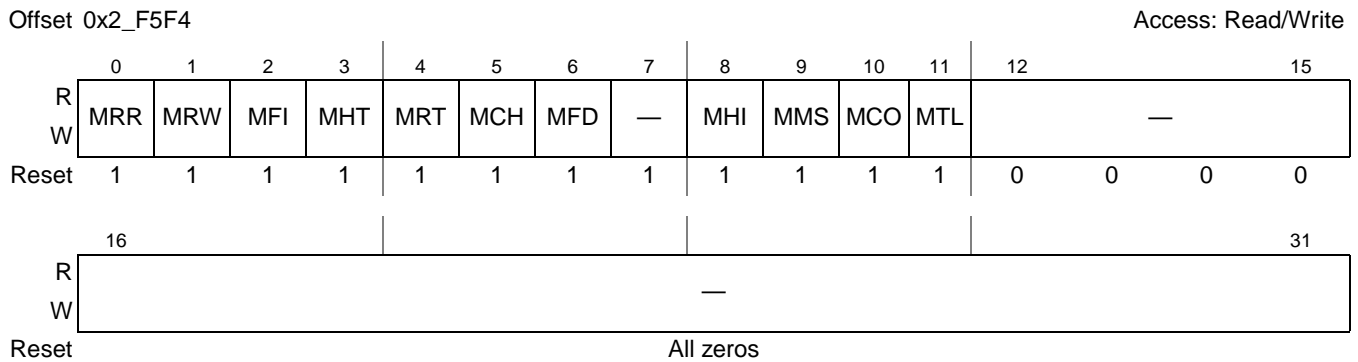 Offset 0x2_F5F4 Access: Read/Write
0 1 2 3 4 5 6 7 8 9 10 11 12 15
R
MRR MRW MFI MHT MRT MCH MFD — MHI MMS MCO MTL —
W
Reset 1 1 1 1 1 1 1 1 1 1 1 1 0 0 0 0
16 31
R
—
W
Reset All zeros